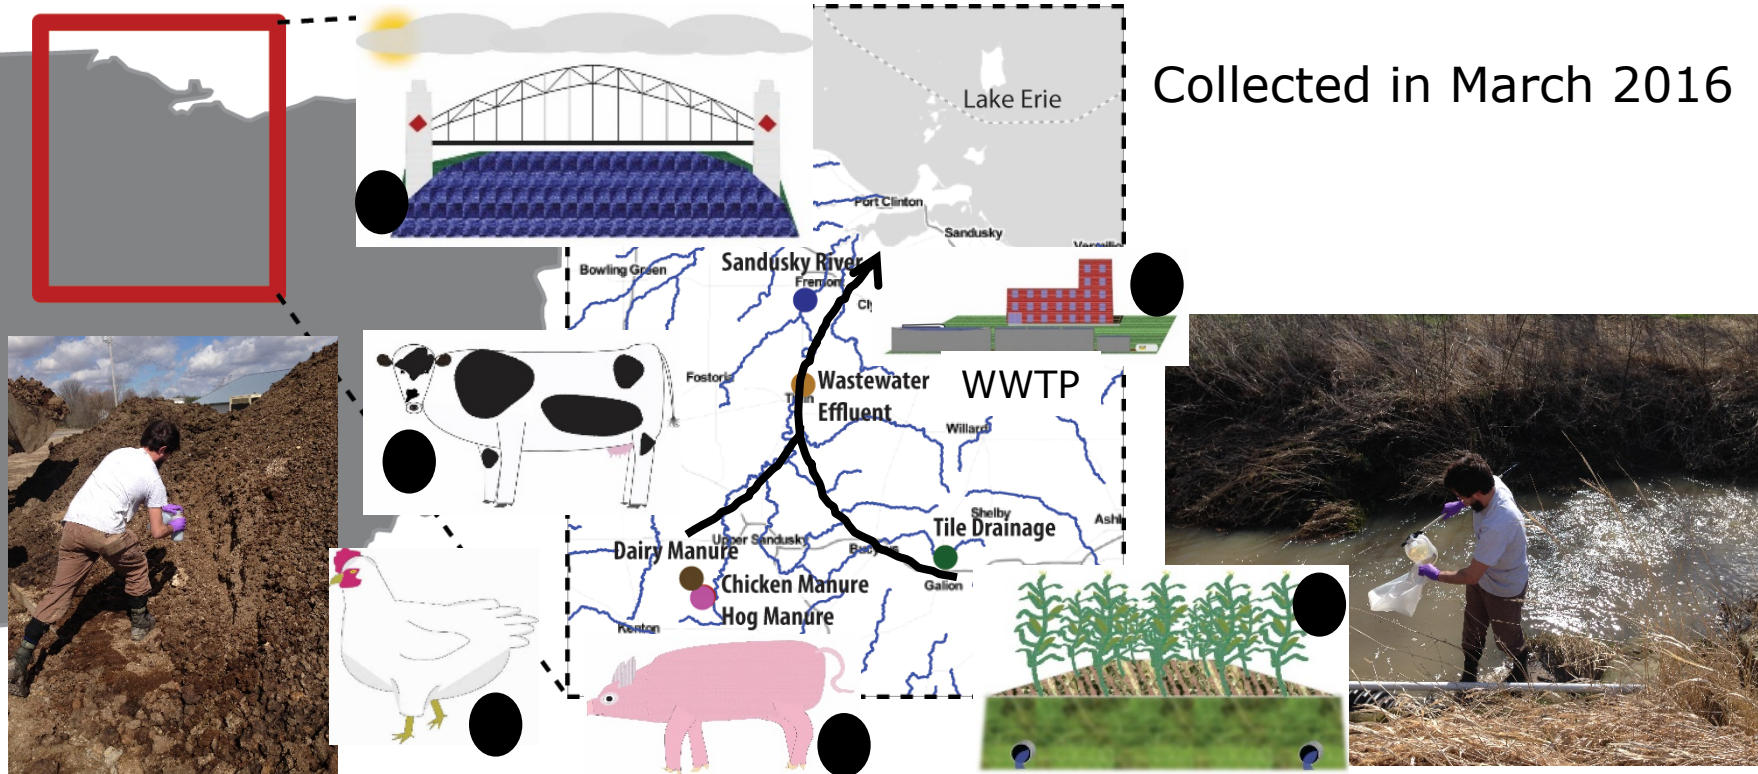 Collected in March 2016
Lake Erie
Port Clinton
Sandusky
Bowling Green
Sandusky River
Fremont
Fostoria
Wastewater
Effluent
WWTP
Willard
Shelby
Tile Drainage
Upper Sandusky
Dairy Manure
Galion
Chicken Manure
Hog Manure
Kenton